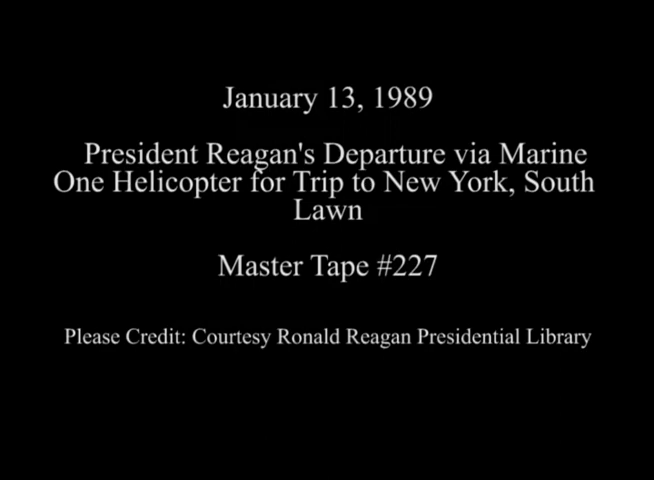 January 13, 1989
President Reagan's Departure via Marine
One Helicopter for Trip to New York, South
Lawn
Master Tape #227
Please Credit: Courtesy Ronald Reagan Presidential Library